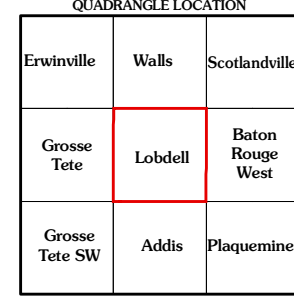 QUADRANGLE LOCATION
Erwinville Walls Scotlandville
Grosse Tete Lobdell Baton Rouge West
Grosse Tete SW Addis Plaquemine